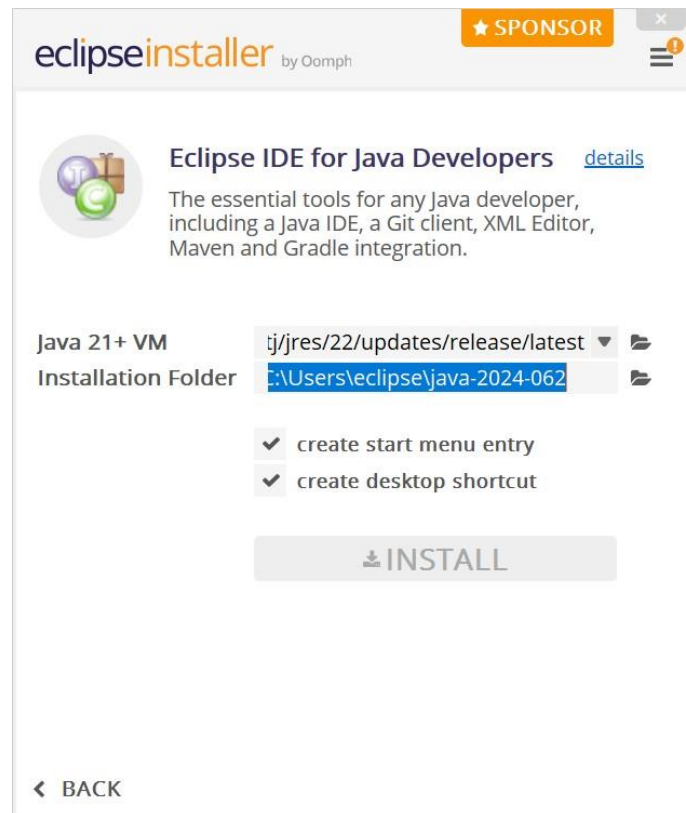 SPONSOR
eclipseinstaller by Oomph
Eclipse IDE for Java Developers details
The essential tools for any Java developer,
including a Java IDE, a Git client, XML Editor,
Maven and Gradle integration.
Java 21+ VM tj/jres/22/updates/release/latest
Installation Folder C:\Users\eclipse\java-2024-062
create start menu entry
create desktop shortcut
INSTALL
BACK